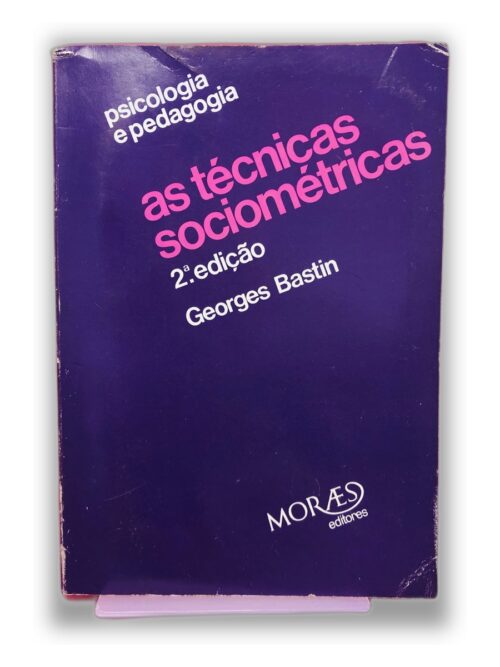 psicologia
e pedagogia
as técnicas
sociométricas
2ª. edição
Georges Bastin
MORÆS
editores